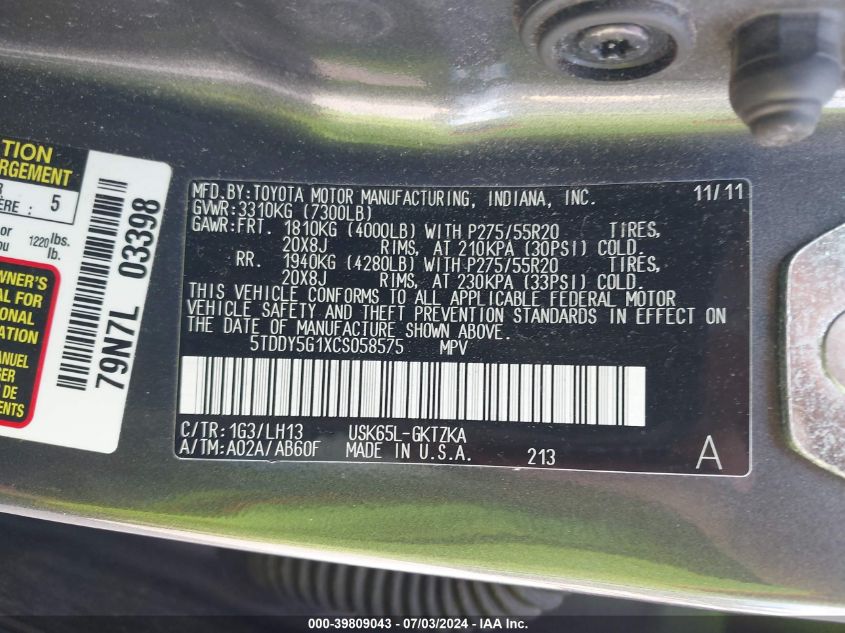 TION
RGEMENT
5
ERE :
or
1220 lbs.
lb.
OWNER'S
AL FOR
IONAL
MATION
MANUEL
DE
79N7L 03398
MFD.BY:TOYOTA MOTOR MANUFACTURING, INDIANA, INC. 11/11
GVWR:3310KG (7300LB)
GAWR:FRT. 1810KG (4000LB) WITH P275/55R20 TIRES,
20X8J RIMS, AT 210KPA (30PSI) COLD.
RR. 1940KG (4280LB) WITH P275/55R20 TIRES,
20X8J RIMS, AT 230KPA (33PSI) COLD.
THIS VEHICLE CONFORMS TO ALL APPLICABLE FEDERAL MOTOR
VEHICLE SAFETY AND THEFT PREVENTION STANDARDS IN EFFECT ON
THE DATE OF MANUFACTURE SHOWN ABOVE.
5TDDY5G1XCS058575 MPV
C/TR:1G3/LH13 USK65L-GKTZKA
A/TM:A02A/AB60F MADE IN U.S.A. 213 A
000-39809043 - 07/03/2024 - © IAA Inc.